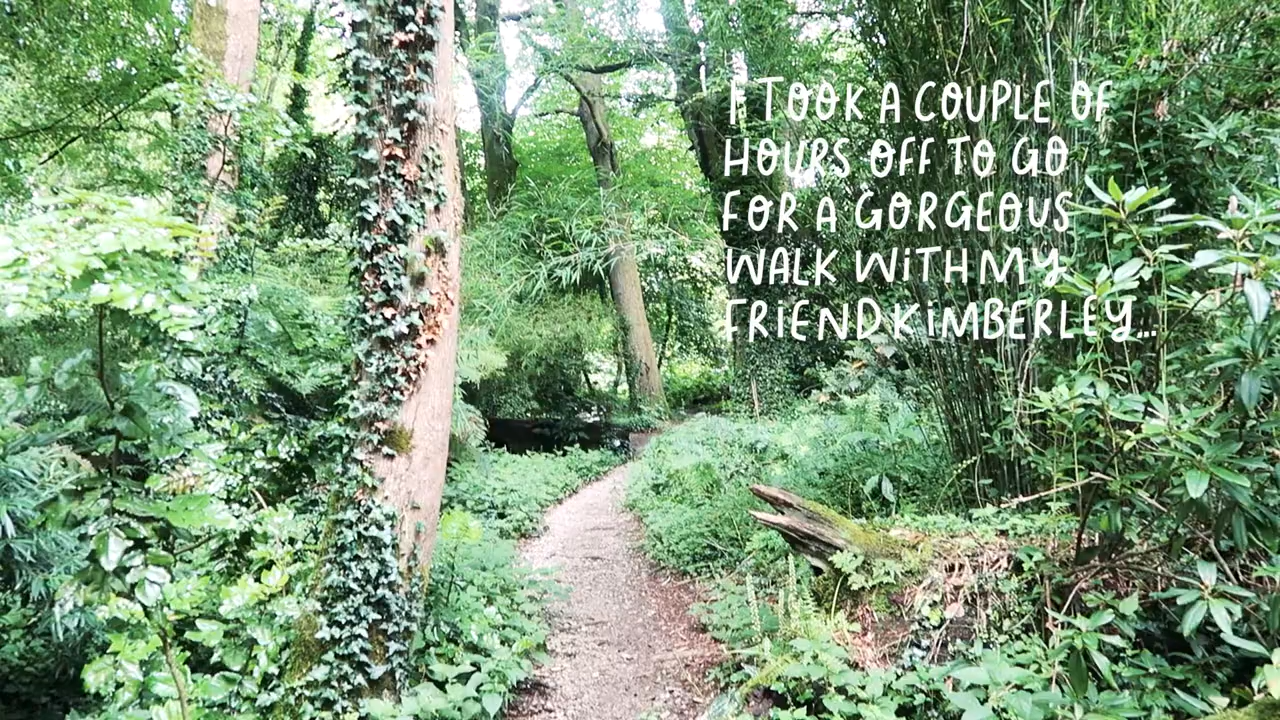 I TOOK A COUPLE OF
HOURS OFF TO GO
FOR A GORGEOUS
WALK WiTH MY
FRiEND KiMBERLEY...